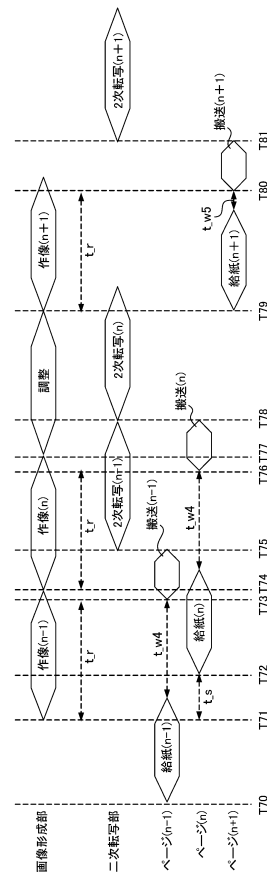 画像形成部
作像(n-1)
作像(n)
調整
作像(n+1)
t_r
t_r
t_r
二次転写部
2次転写(n-1)
2次転写(n)
2次転写(n+1)
ページ(n-1)
給紙(n-1)
t_w4
搬送(n-1)
ページ(n)
t_s
給紙(n)
t_w4
搬送(n)
ページ(n+1)
給紙(n+1)
t_w5
搬送(n+1)
T70
T71
T72
T73
T74
T75
T76
T77
T78
T79
T80
T81